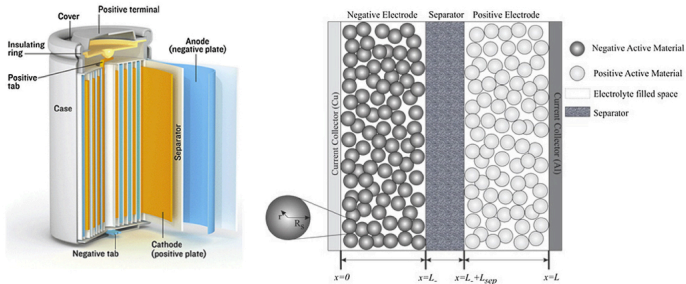 Cover
Positive terminal
Insulating
ring
Positive
tab
Case
Anode
(negative plate)
Separator
Cathode
(positive plate)
Negative tab
Negative Electrode
Separator
Positive Electrode
Current Collector (Cu)
Current Collector (Al)
r
Rs
x=0
x=L-
x=L-+Lsep
x=L
Negative Active Material
Positive Active Material
Electrolyte filled space
Separator